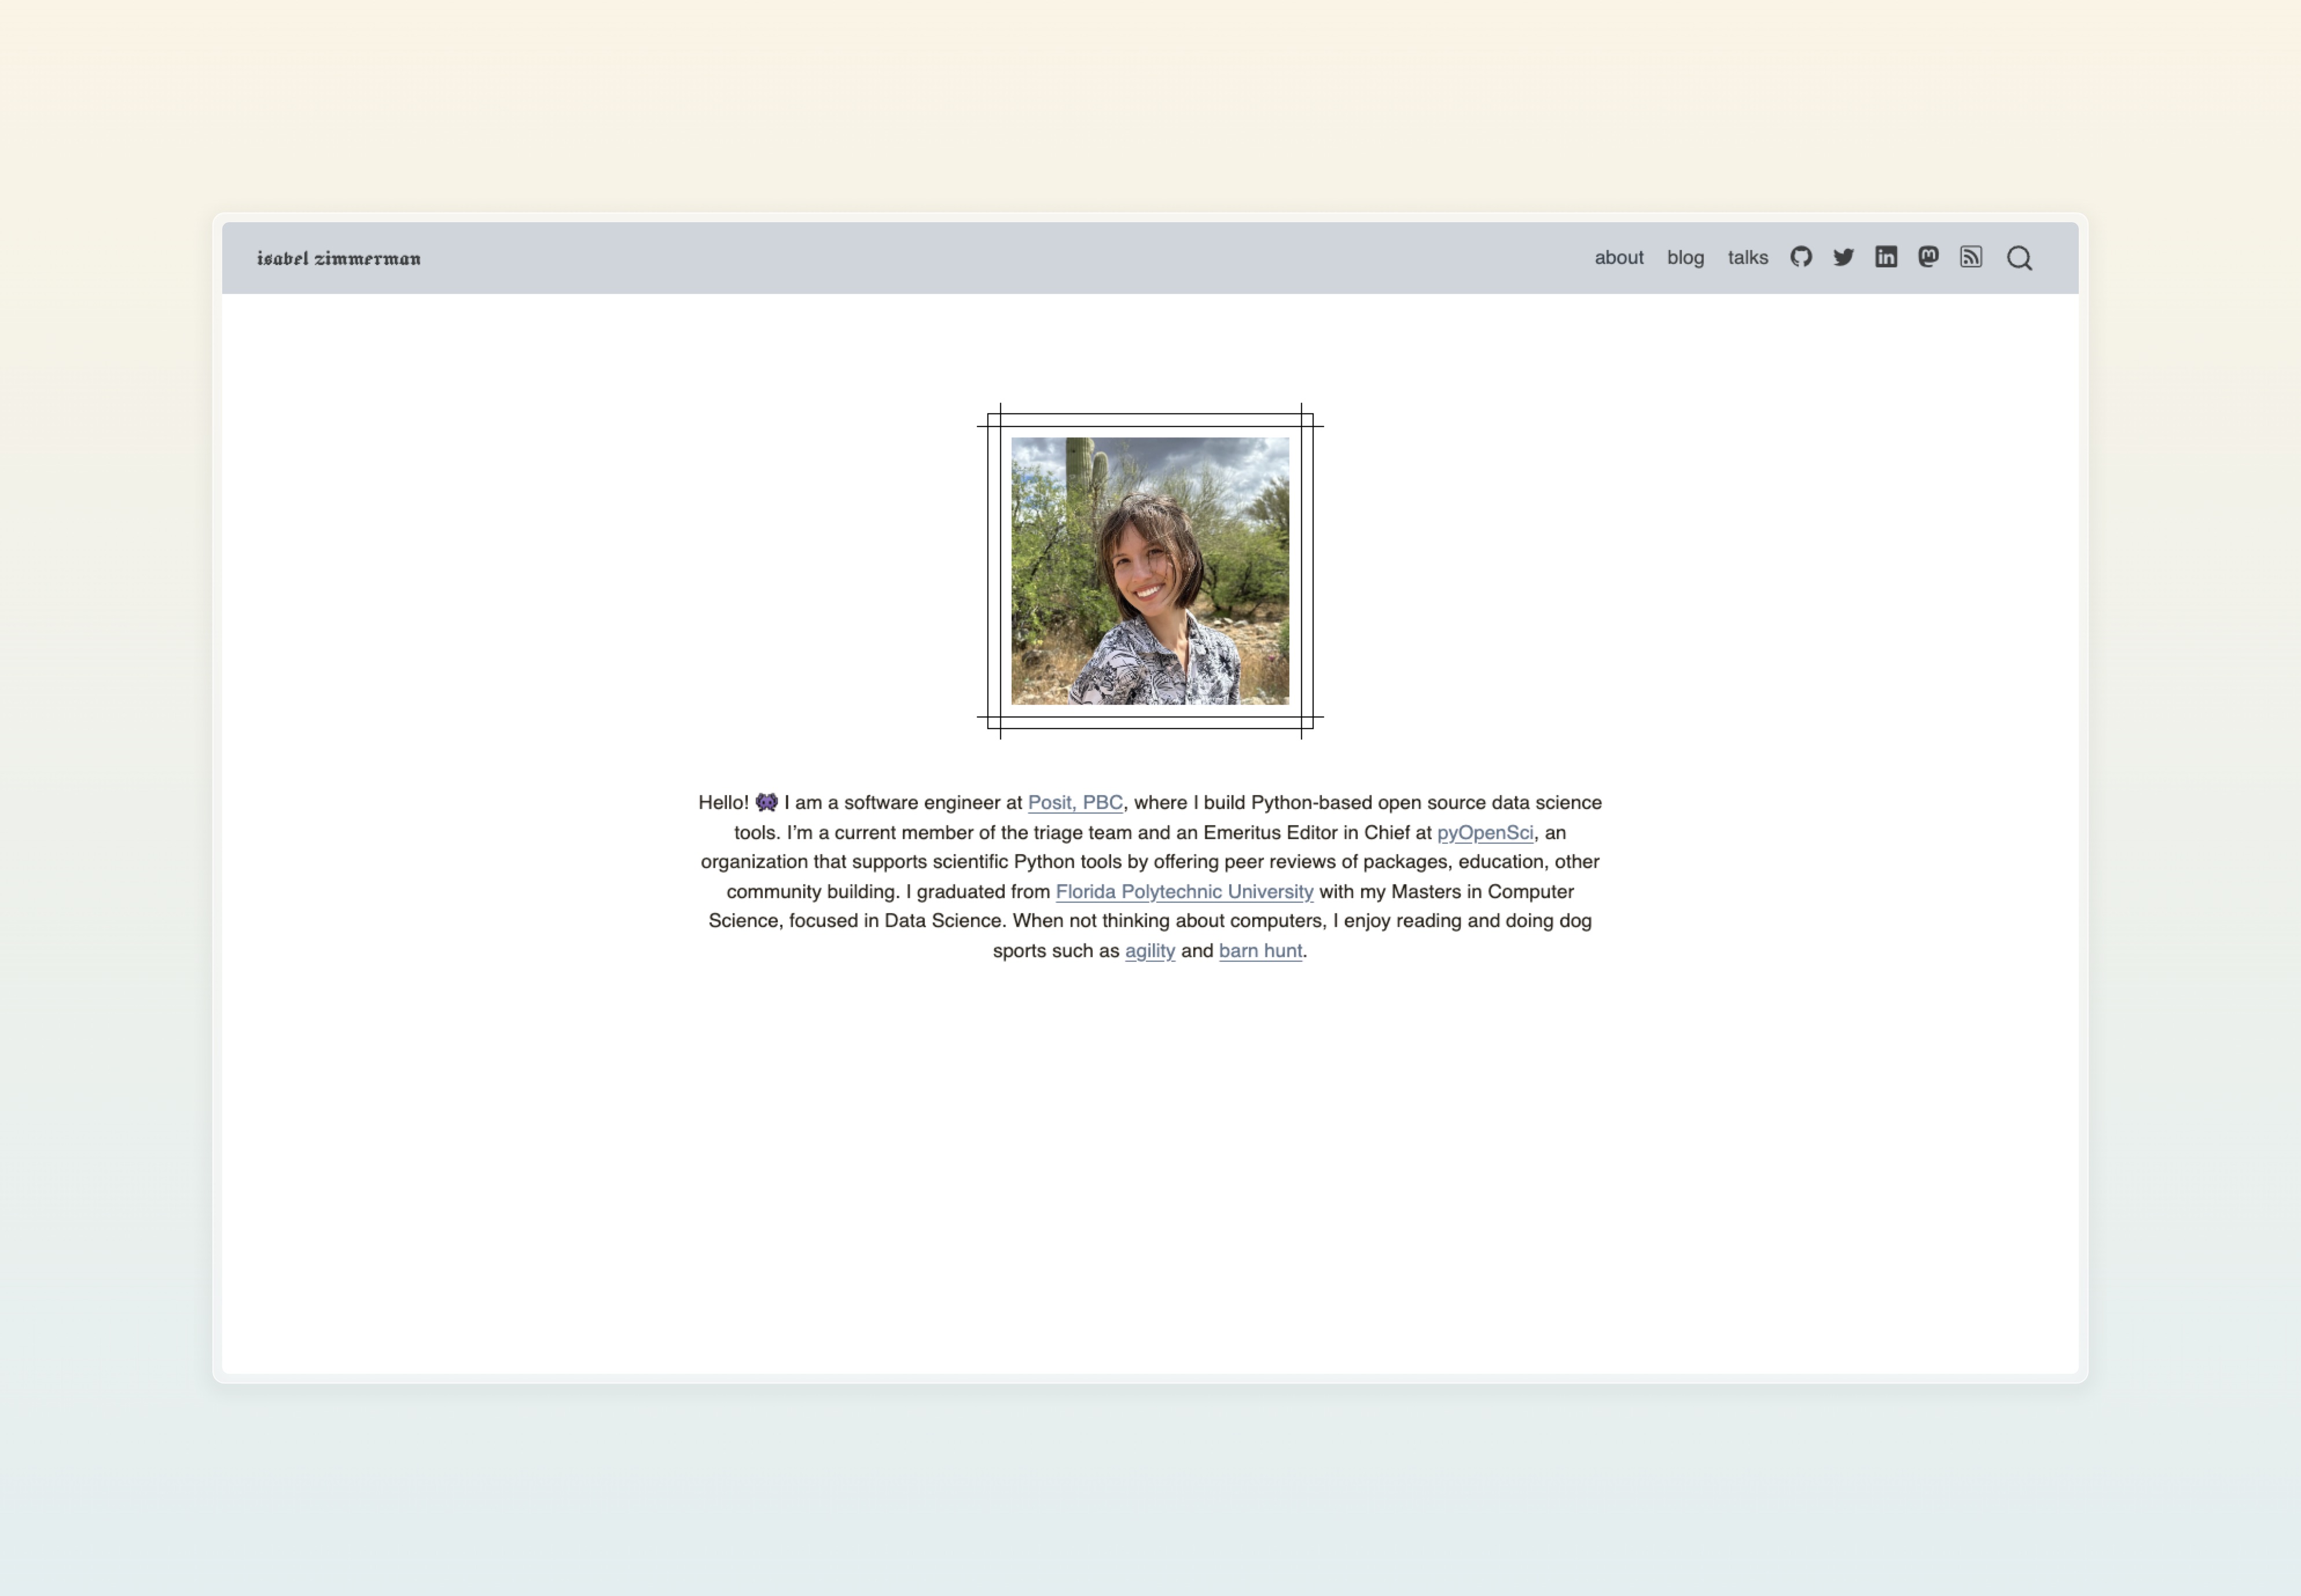 isabel zimmerman
about blog talks
Hello! 👾 I am a software engineer at Posit, PBC, where I build Python-based open source data science
tools. I’m a current member of the triage team and an Emeritus Editor in Chief at pyOpenSci, an
organization that supports scientific Python tools by offering peer reviews of packages, education, other
community building. I graduated from Florida Polytechnic University with my Masters in Computer
Science, focused in Data Science. When not thinking about computers, I enjoy reading and doing dog
sports such as agility and barn hunt.